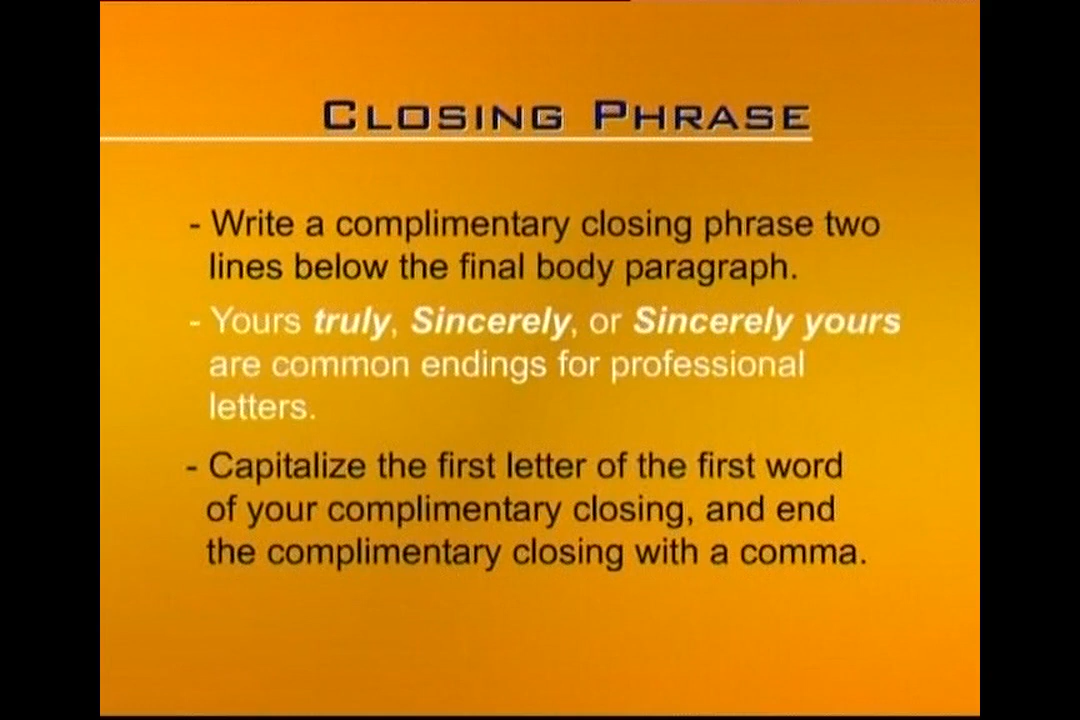 CLOSING PHRASE
- Write a complimentary closing phrase two
lines below the final body paragraph.
- Yours truly, Sincerely, or Sincerely yours
are common endings for professional
letters.
- Capitalize the first letter of the first word
of your complimentary closing, and end
the complimentary closing with a comma.